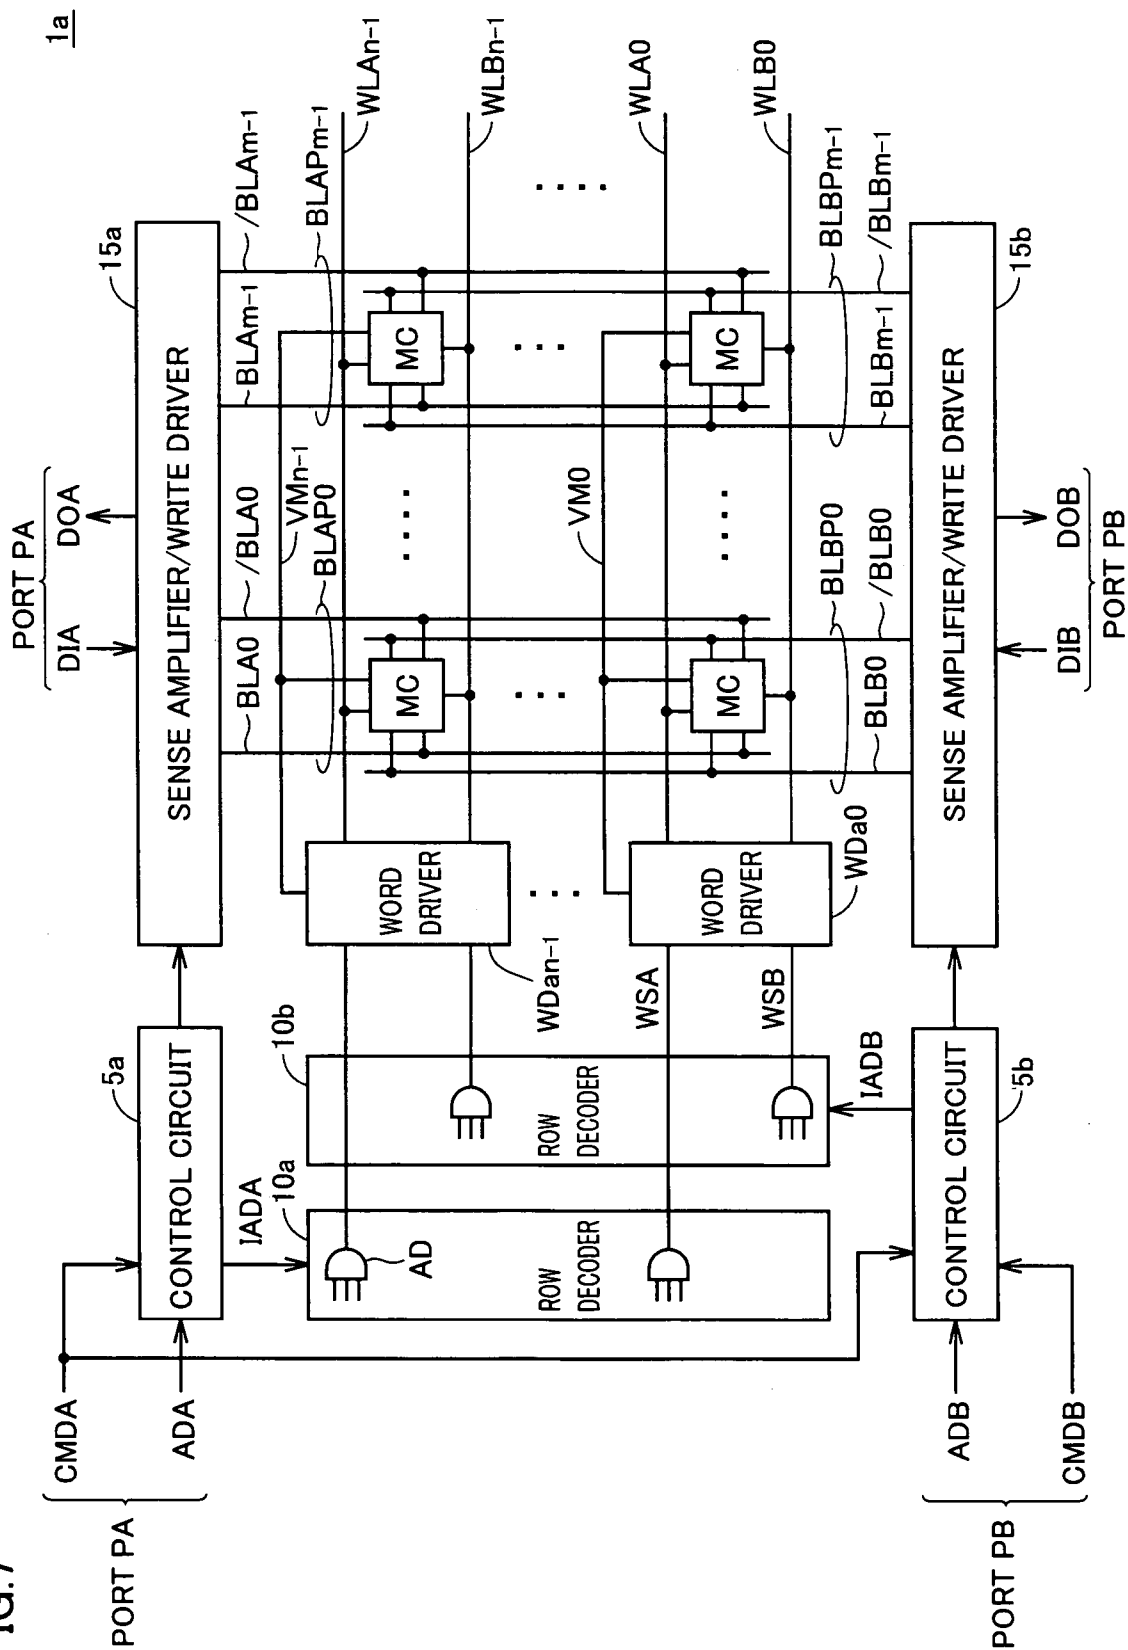 IG.7
1a
PORT PA
DIA
DOA
15a
SENSE AMPLIFIER/WRITE DRIVER
PORT PA
CMDA
ADA
5a
CONTROL CIRCUIT
IADA
10a
10b
AD
ROW
DECODER
ROW
DECODER
WSA
WSB
IADB
WORD
DRIVER
WDan-1
WORD
DRIVER
WDa0
BLA0
/BLA0
VMn-1
BLAP0
BLAm-1
/BLAm-1
BLAPm-1
WLAn-1
WLBn-1
WLA0
WLB0
MC
MC
MC
MC
VM0
BLBP0
/BLB0
BLB0
BLBPm-1
/BLBm-1
BLBm-1
PORT PB
ADB
CMDB
CONTROL CIRCUIT
5b
SENSE AMPLIFIER/WRITE DRIVER
15b
DIB
DOB
PORT PB